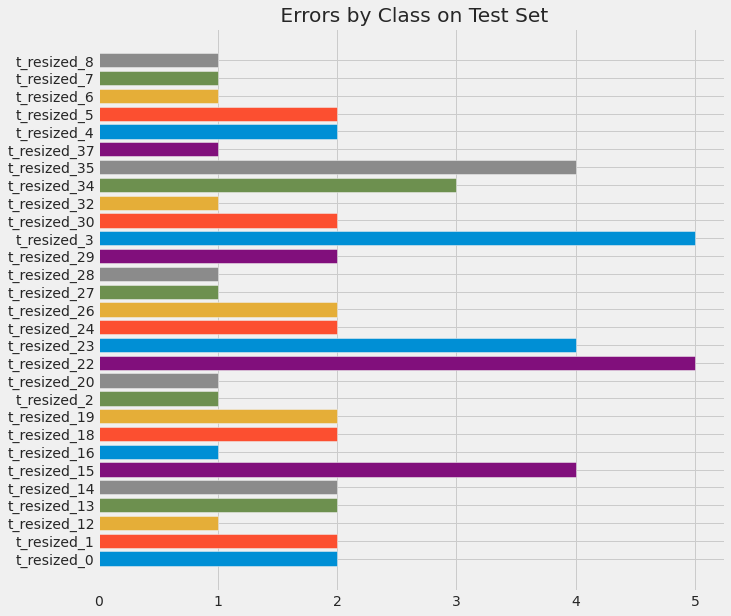 Errors by Class on Test Set
t_resized_8
t_resized_7
t_resized_6
t_resized_5
t_resized_4
t_resized_37
t_resized_35
t_resized_34
t_resized_32
t_resized_30
t_resized_3
t_resized_29
t_resized_28
t_resized_27
t_resized_26
t_resized_24
t_resized_23
t_resized_22
t_resized_20
t_resized_2
t_resized_19
t_resized_18
t_resized_16
t_resized_15
t_resized_14
t_resized_13
t_resized_12
t_resized_1
t_resized_0
0 1 2 3 4 5